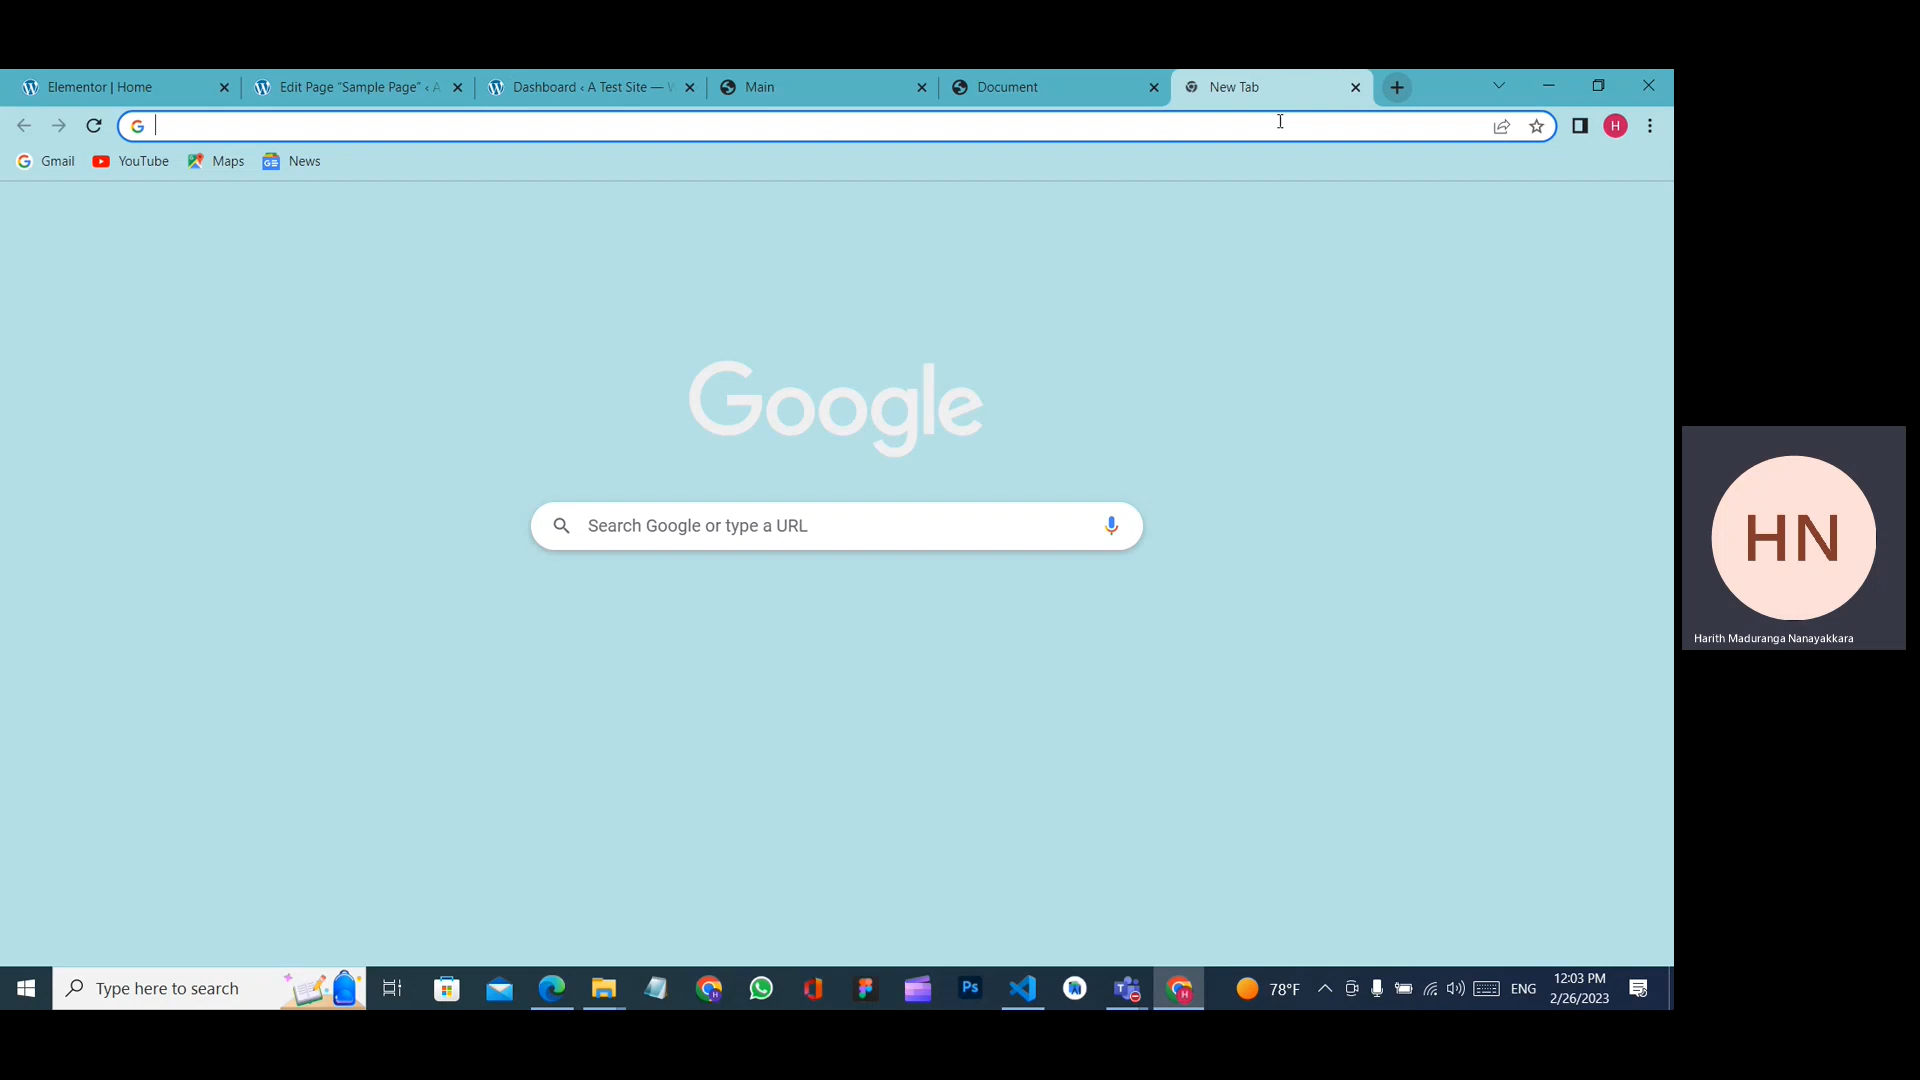 Elementor | Home
Edit Page “Sample Page” ‹ A
Dashboard ‹ A Test Site —
Main
Document
New Tab
H
Gmail
YouTube
Maps
News
Google
Search Google or type a URL
HN
Harith Maduranga Nanayakkara
Type here to search
Ps
78°F
ENG
12:03 PM
2/26/2023